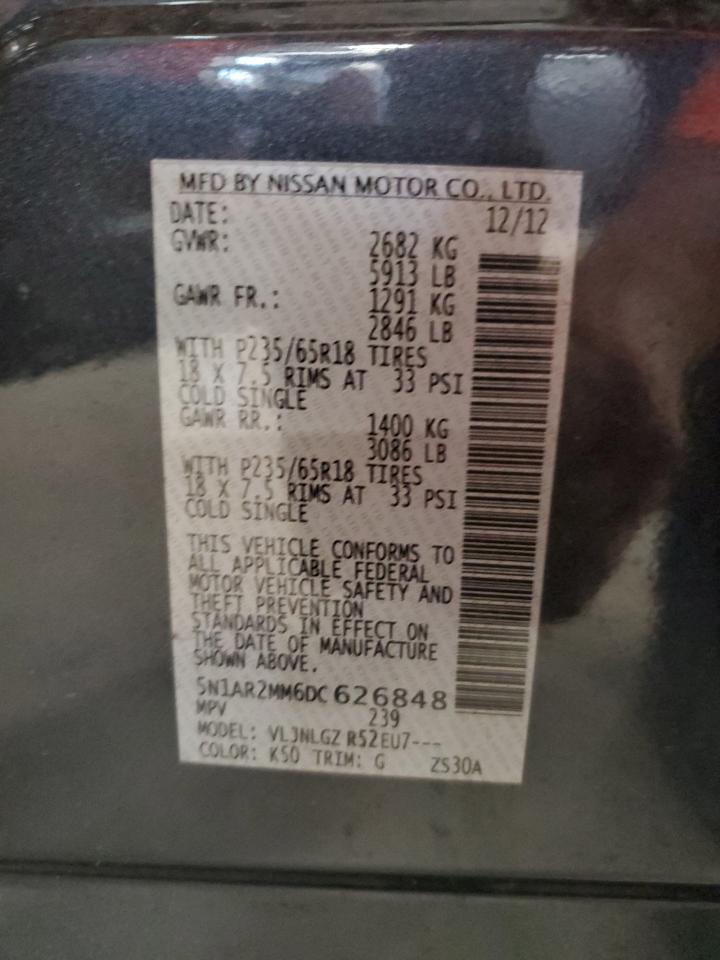 MFD BY NISSAN MOTOR CO., LTD.
DATE: 12/12
GVWR: 2682 KG
5913 LB
GAWR FR.: 1291 KG
2846 LB
WITH P235/65R18 TIRES
18 X 7.5 RIMS AT 33 PSI
COLD SINGLE
GAWR RR.: 1400 KG
3086 LB
WITH P235/65R18 TIRES
18 X 7.5 RIMS AT 33 PSI
COLD SINGLE
THIS VEHICLE CONFORMS TO
ALL APPLICABLE FEDERAL
MOTOR VEHICLE SAFETY AND
THEFT PREVENTION
STANDARDS IN EFFECT ON
THE DATE OF MANUFACTURE
SHOWN ABOVE.
5N1AR2MM6DC 626848
MPV 239
MODEL: VLJNLGZ R52EU7---
COLOR: K50 TRIM: G ZS30A